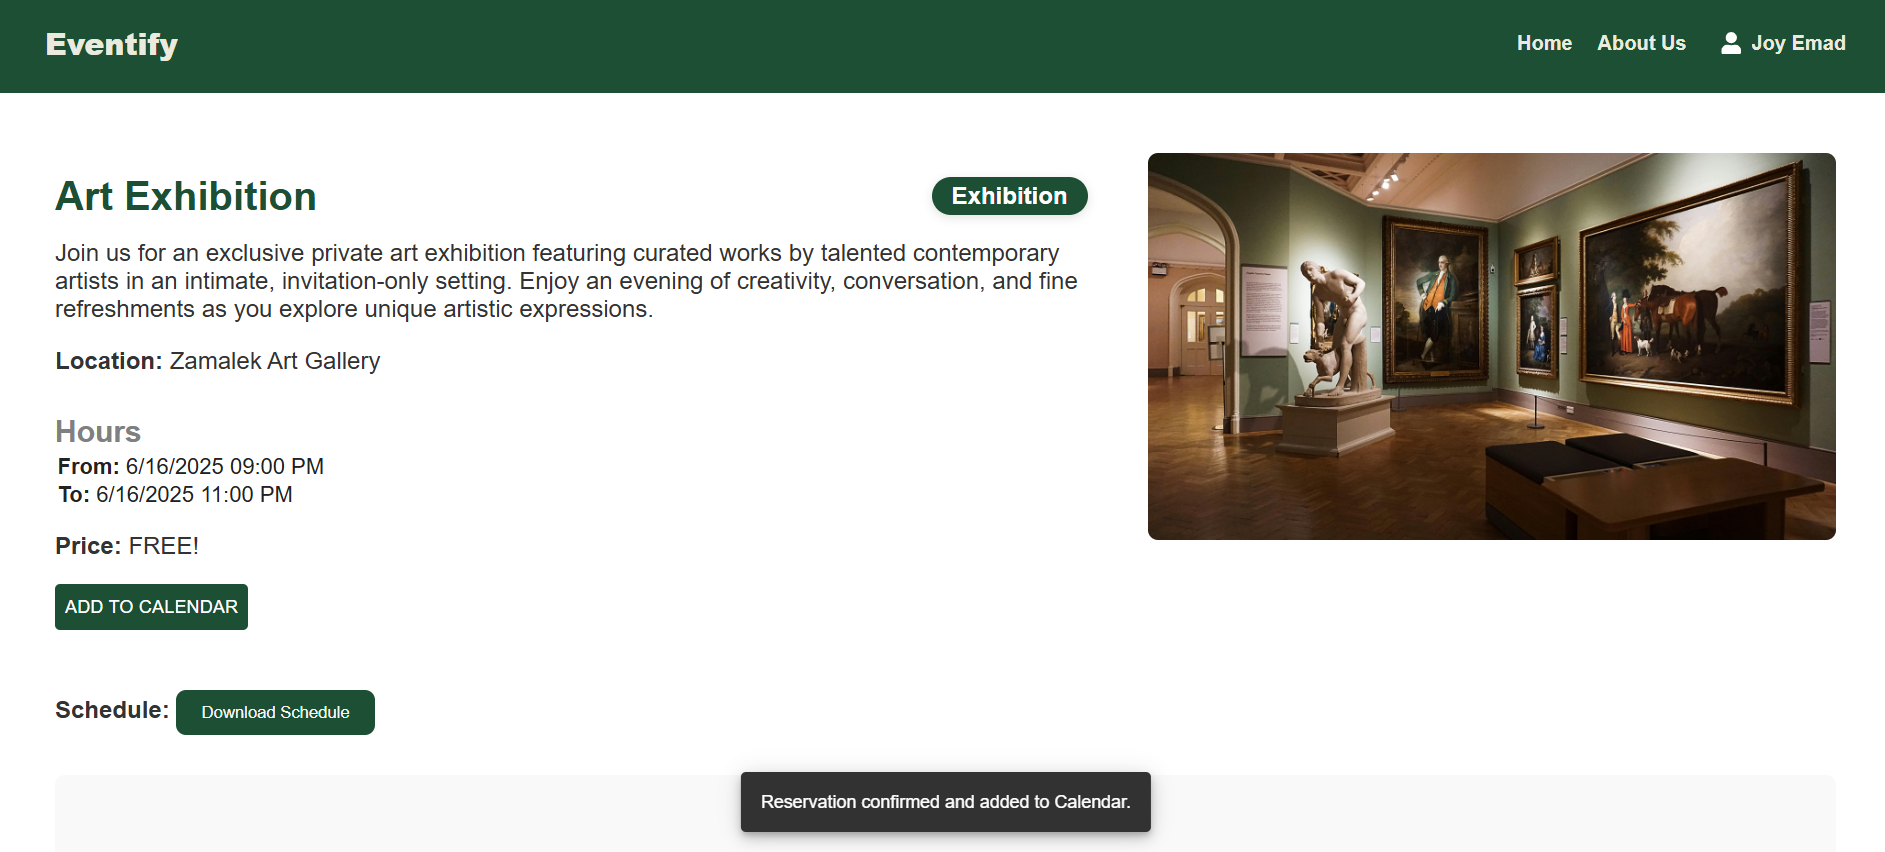 Eventify
Home About Us Joy Emad
Art Exhibition
Exhibition
Join us for an exclusive private art exhibition featuring curated works by talented contemporary
artists in an intimate, invitation-only setting. Enjoy an evening of creativity, conversation, and fine
refreshments as you explore unique artistic expressions.
Location: Zamalek Art Gallery
Hours
From: 6/16/2025 09:00 PM
To: 6/16/2025 11:00 PM
Price: FREE!
ADD TO CALENDAR
Schedule: Download Schedule
Reservation confirmed and added to Calendar.